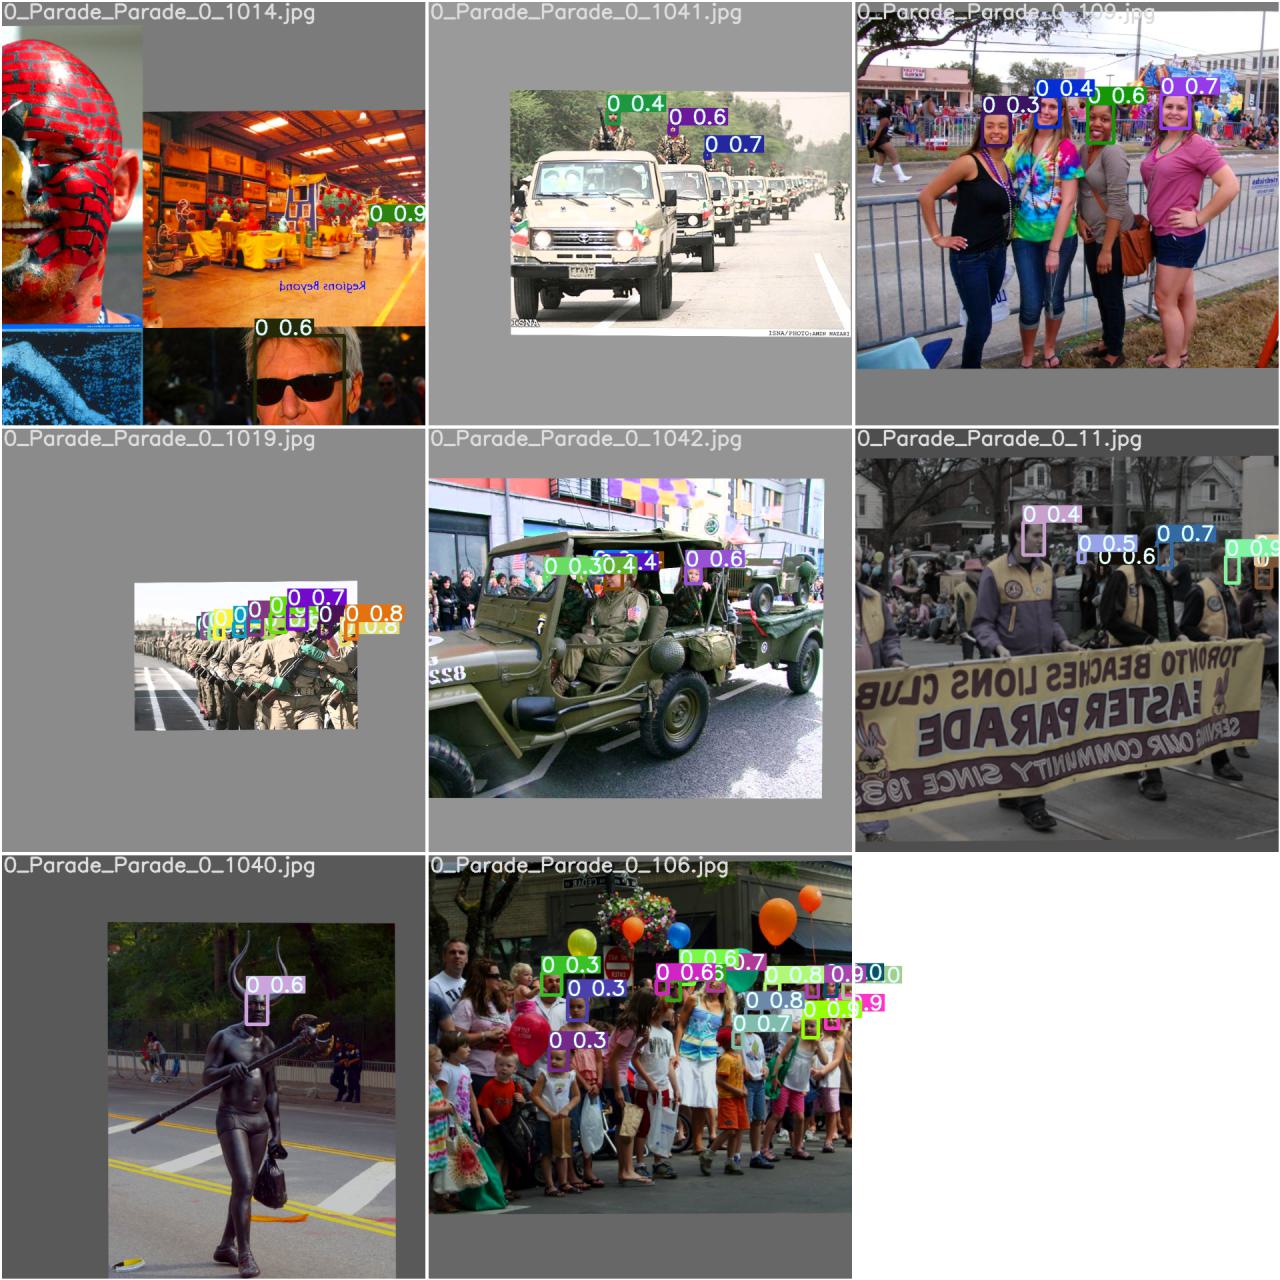 0_Parade_Parade_0_1014.jpg
0 0.9
Regions Beyond
0 0.6
0_Parade_Parade_0_1041.jpg
0 0.4
0 0.6
0 0.7
ISNA
ISNA/PHOTO:AMIN NAZARI
0_Parade_Parade_0_109.jpg
0 0.3
0 0.4
0 0.6
0 0.7
0_Parade_Parade_0_1019.jpg
0 0.7
0 0.8
0_Parade_Parade_0_1042.jpg
0 0.3
0.4
0 0.6
822
0_Parade_Parade_0_11.jpg
0 0.4
0 0.5
0 0.6
0 0.7
0 0.9
TORONTO BEACHES LIONS CLUB
EASTER PARADE
SERVING OUR COMMUNITY SINCE 193
0_Parade_Parade_0_1040.jpg
0 0.6
0_Parade_Parade_0_106.jpg
0 0.3
0 0.3
0 0.3
0 0.6
0 0.6
0.7
0 0.8
0 0.8
0 0.7
0 0.9